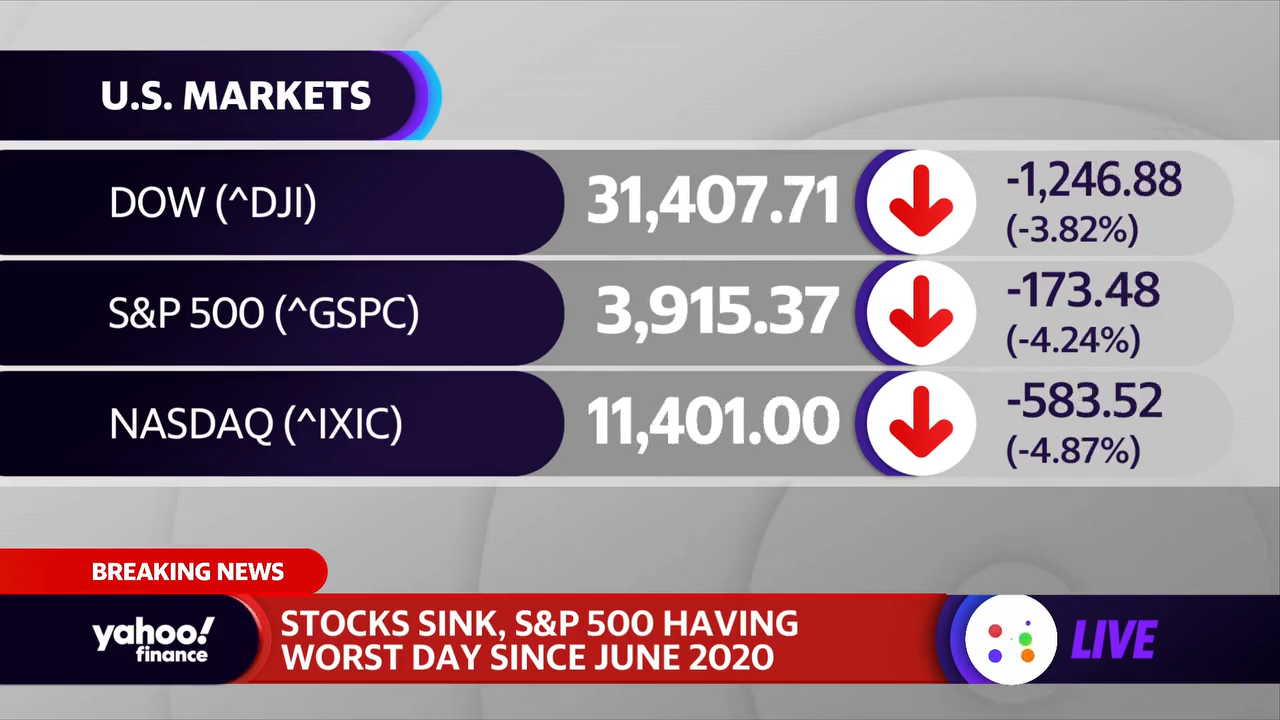 U.S. MARKETS
DOW (^DJI) 31,407.71 -1,246.88
(-3.82%)
S&P 500 (^GSPC) 3,915.37 -173.48
(-4.24%)
NASDAQ (^IXIC) 11,401.00 -583.52
(-4.87%)
BREAKING NEWS
yahoo!
finance
STOCKS SINK, S&P 500 HAVING
WORST DAY SINCE JUNE 2020
LIVE